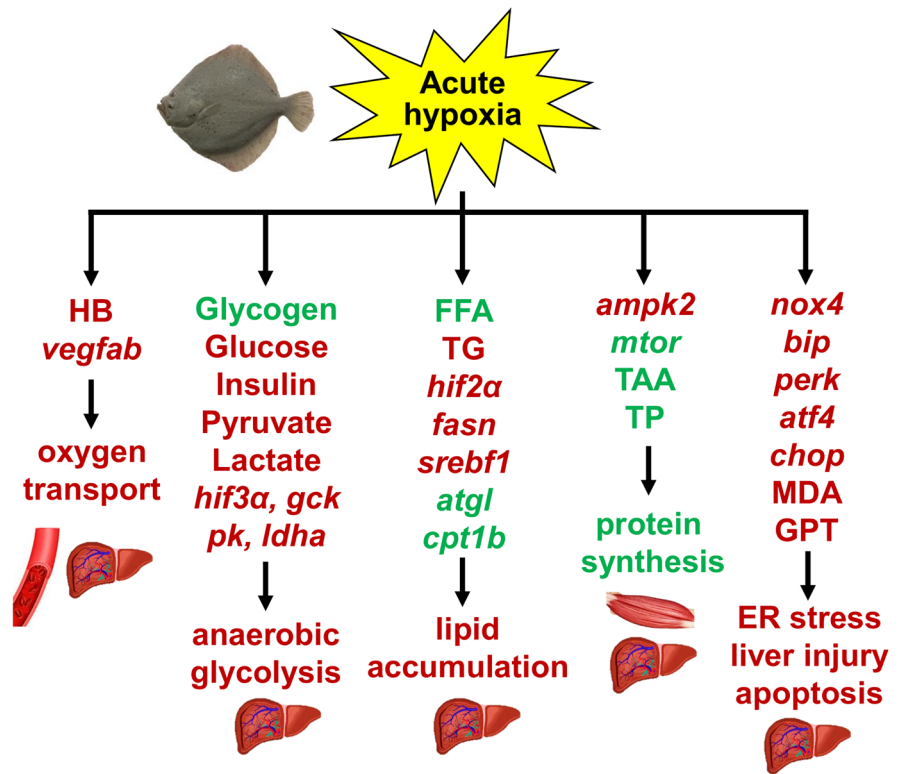 Acute
hypoxia
HB
vegfab
oxygen
transport
Glycogen
Glucose
Insulin
Pyruvate
Lactate
hif3α, gck
pk, ldha
anaerobic
glycolysis
FFA
TG
hif2α
fasn
srebf1
atgl
cpt1b
lipid
accumulation
ampk2
mtor
TAA
TP
protein
synthesis
nox4
bip
perk
atf4
chop
MDA
GPT
ER stress
liver injury
apoptosis